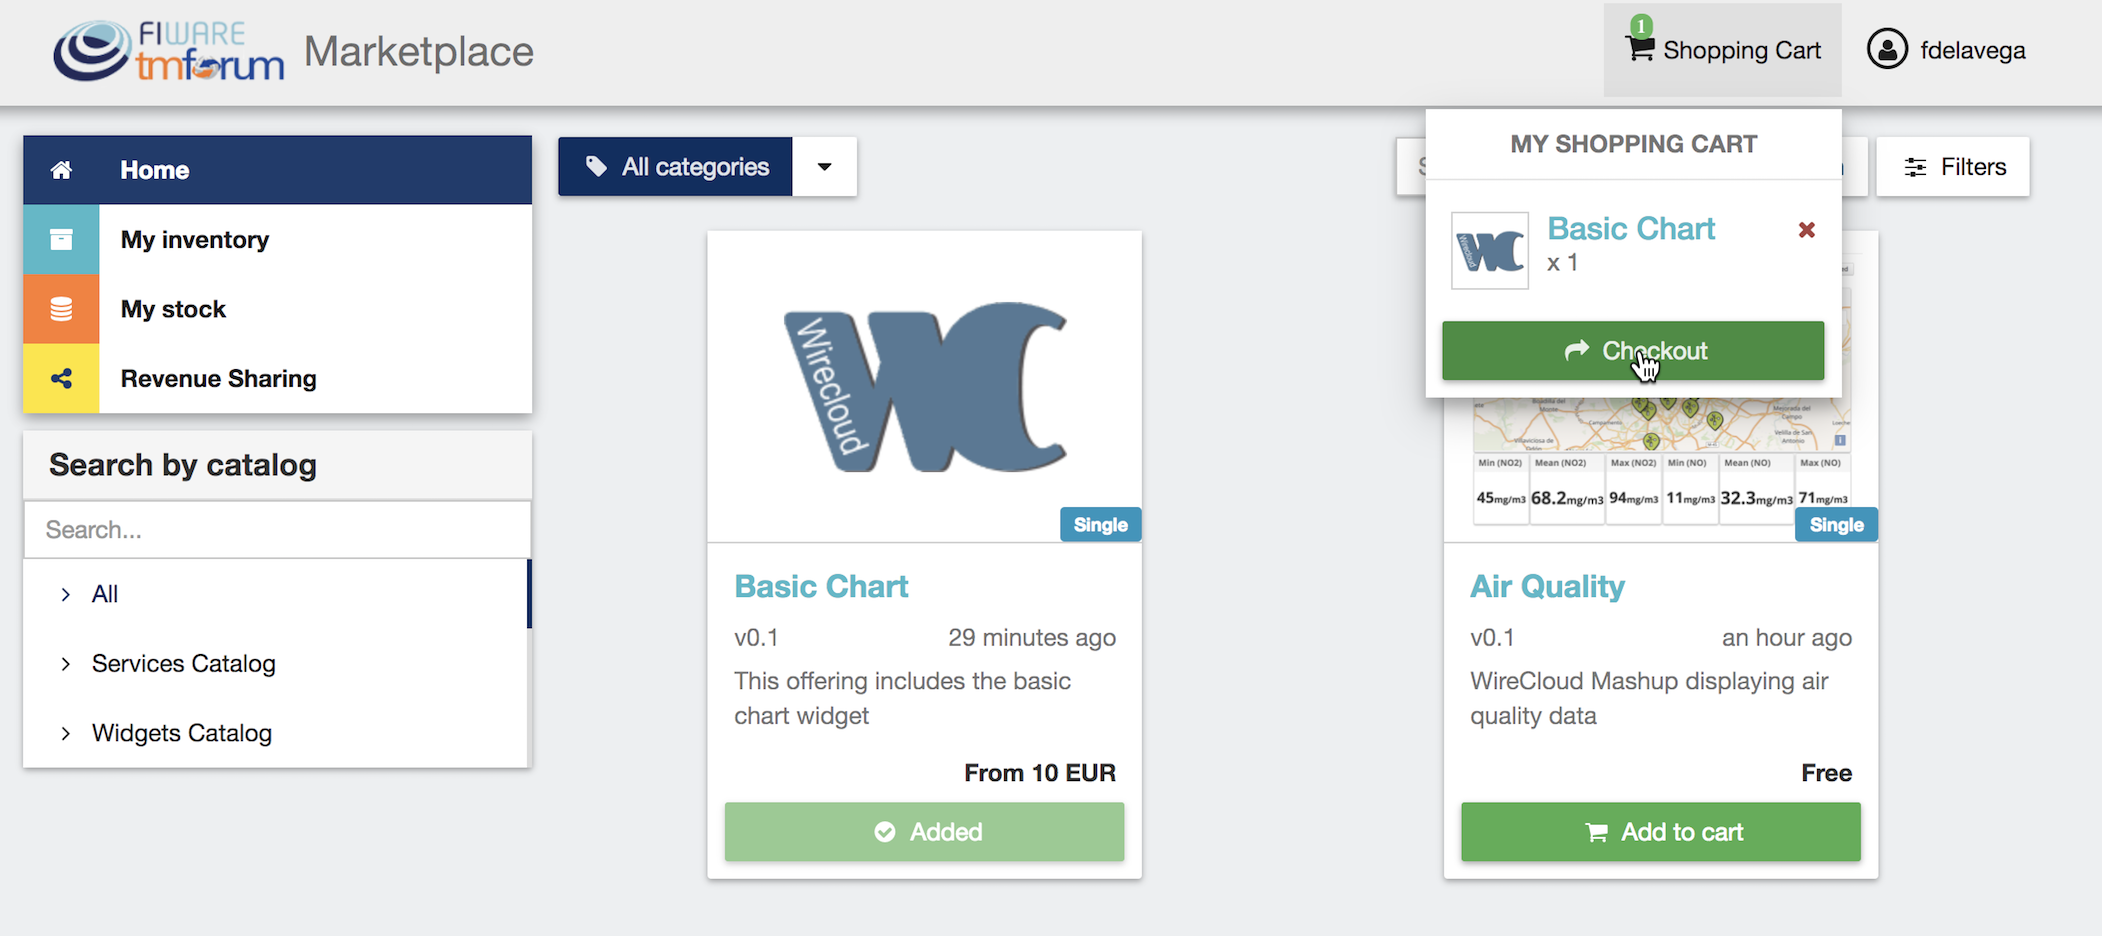 FIWARE
tmforum
Marketplace
1
Shopping Cart
fdelavega
Home
My inventory
My stock
Revenue Sharing
Search by catalog
Search...
All
Services Catalog
Widgets Catalog
All categories
Filters
MY SHOPPING CART
Wirecloud
Basic Chart
x 1
Checkout
Wirecloud
Single
Basic Chart
v0.1
29 minutes ago
This offering includes the basic
chart widget
From 10 EUR
Added
Min (NO2) Mean (NO2) Max (NO2) Min (NO) Mean (NO) Max (NO)
45mg/m3 68.2mg/m3 94mg/m3 11mg/m3 32.3mg/m3 71mg/m3
Single
Air Quality
v0.1
an hour ago
WireCloud Mashup displaying air
quality data
Free
Add to cart